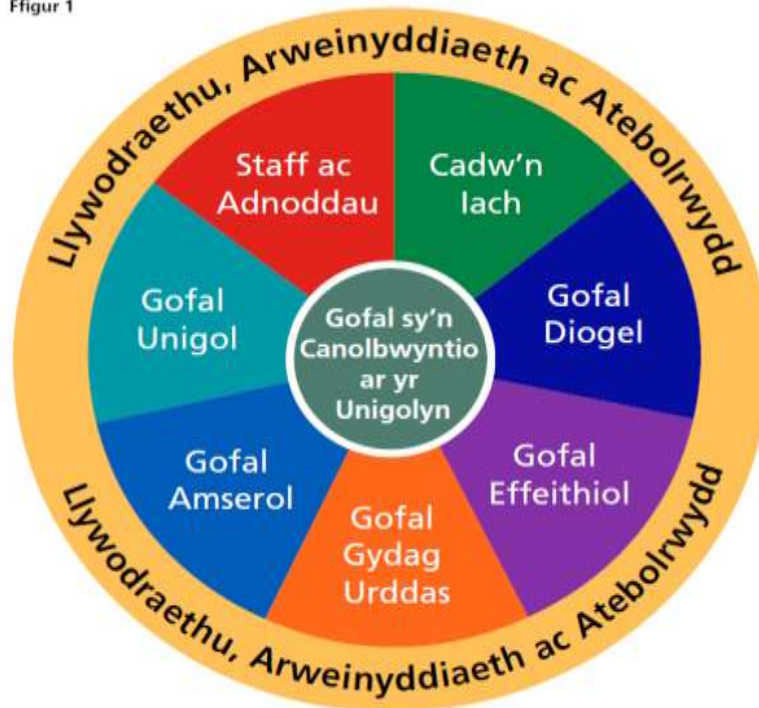 Ffigur 1
Llywodraethu, Arweinyddiaeth ac Atebolrwydd
Staff ac
Adnoddau
Cadw'n
Iach
Gofal
Diogel
Gofal
Effeithiol
Gofal
Gydag
Urddas
Gofal
Amserol
Gofal
Unigol
Gofal sy'n
Canolbwyntio
ar yr
Unigolyn
Llywodraethu, Arweinyddiaeth ac Atebolrwydd